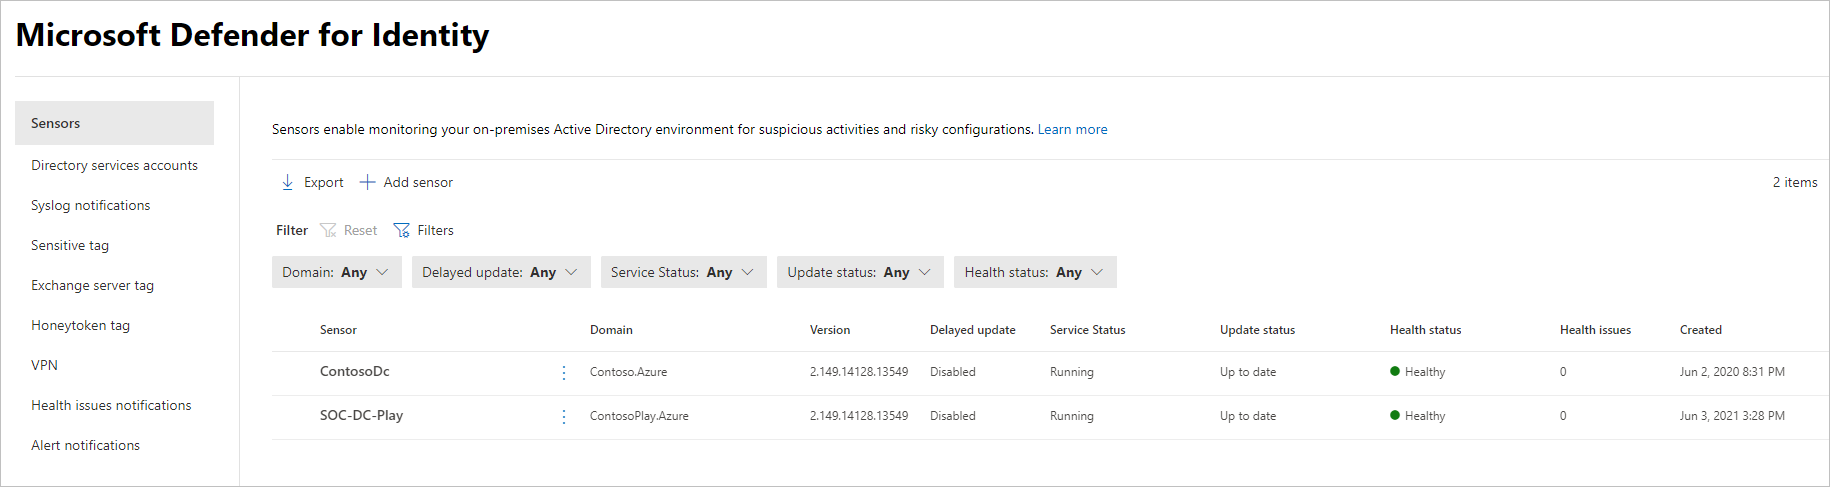 Microsoft Defender for Identity
Sensors
Directory services accounts
Syslog notifications
Sensitive tag
Exchange server tag
Honeytoken tag
VPN
Health issues notifications
Alert notifications
Sensors enable monitoring your on-premises Active Directory environment for suspicious activities and risky configurations. Learn more
Export Add sensor 2 items
Filter Reset Filters
Domain: Any Delayed update: Any Service Status: Any Update status: Any Health status: Any
Sensor Domain Version Delayed update Service Status Update status Health status Health issues Created
ContosoDc Contoso.Azure 2.149.14128.13549 Disabled Running Up to date Healthy 0 Jun 2, 2020 8:31 PM
SOC-DC-Play ContosoPlay.Azure 2.149.14128.13549 Disabled Running Up to date Healthy 0 Jun 3, 2021 3:28 PM